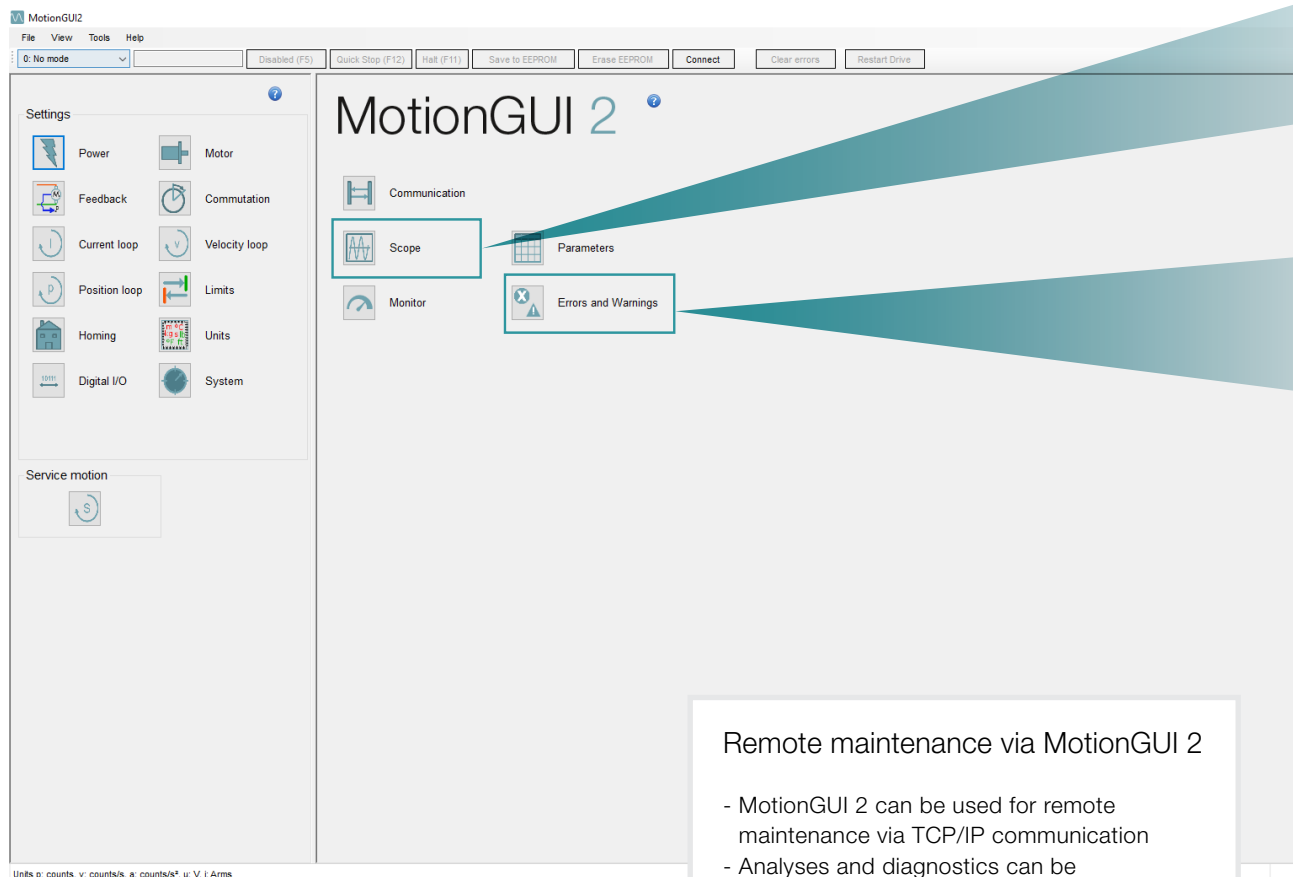 MotionGUI2
File View Tools Help
0: No mode Disabled (F5) Quick Stop (F12) Halt (F11) Save to EEPROM Erase EEPROM Connect Clear errors Restart Drive
Settings
Power Motor
Feedback Commutation
Current loop Velocity loop
Position loop Limits
Homing Units
Digital I/O System
Service motion
S
MotionGUI 2
Communication
Scope Parameters
Monitor Errors and Warnings
Remote maintenance via MotionGUI 2
- MotionGUI 2 can be used for remote
maintenance via TCP/IP communication
- Analyses and diagnostics can be
Units p: counts, v: counts/s, a: counts/s², u: V, i: Arms